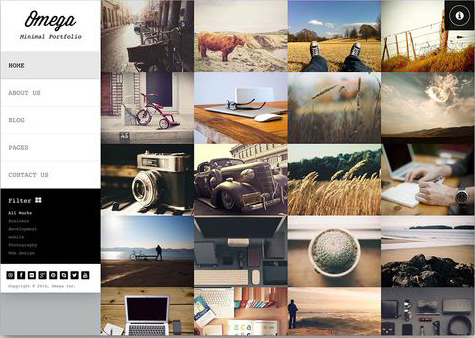 Omega
Minimal Portfolio
HOME
ABOUT US
BLOG
PAGES
CONTACT US
Filter
All Works
Business
development
mobile
Photography
Web design
Copyright © 2014, Omega Inc.